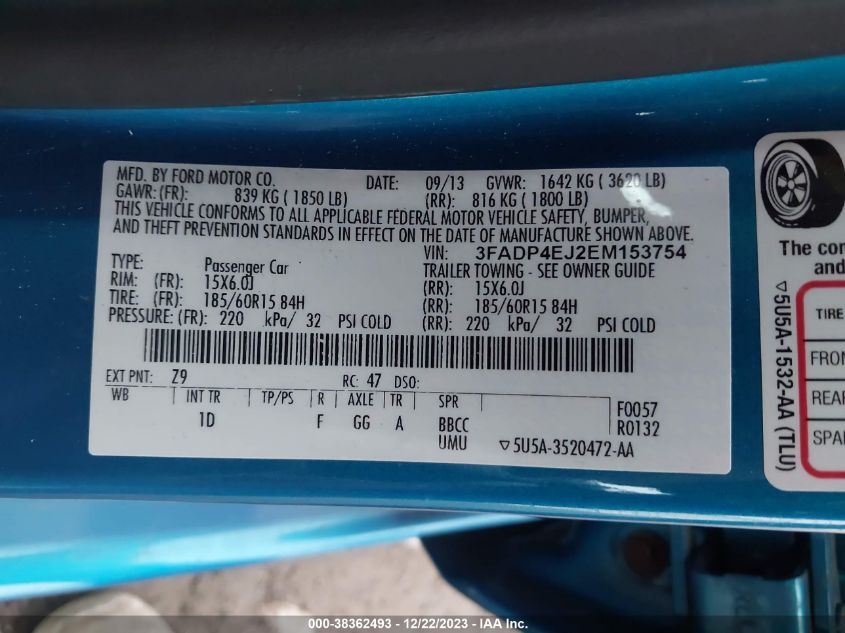 MFD. BY FORD MOTOR CO. DATE: 09/13 GVWR: 1642 KG ( 3620 LB)
GAWR: (FR): 839 KG ( 1850 LB) (RR): 816 KG ( 1800 LB)
THIS VEHICLE CONFORMS TO ALL APPLICABLE FEDERAL MOTOR VEHICLE SAFETY, BUMPER,
AND THEFT PREVENTION STANDARDS IN EFFECT ON THE DATE OF MANUFACTURE SHOWN ABOVE.
VIN: 3FADP4EJ2EM153754
TYPE: Passenger Car TRAILER TOWING - SEE OWNER GUIDE
RIM: (FR): 15X6.0J (RR): 15X6.0J
TIRE: (FR): 185/60R15 84H (RR): 185/60R15 84H
PRESSURE: (FR): 220 kPa/ 32 PSI COLD (RR): 220 kPa/ 32 PSI COLD
EXT PNT: Z9 RC: 47 DSO:
WB INT TR TP/PS R AXLE TR SPR
1D F GG A BBCC F0057
UMU R0132
▽5U5A-3520472-AA
The con
and
▽5U5A-1532-AA (TLU)
TIRE
FRON
REAR
SPA
000-38362493 - 12/22/2023 - IAAI.com